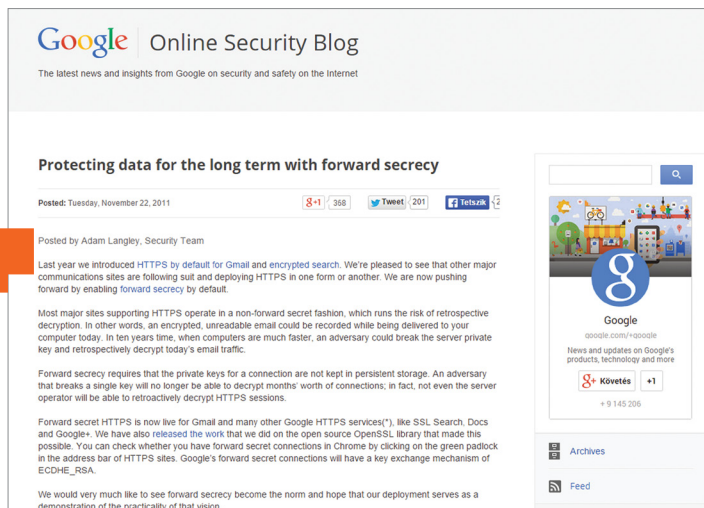 Google Online Security Blog
The latest news and insights from Google on security and safety on the Internet
Protecting data for the long term with forward secrecy
Posted: Tuesday, November 22, 2011
g+1 368 Tweet 201 Tetszik
Posted by Adam Langley, Security Team
Last year we introduced HTTPS by default for Gmail and encrypted search. We're pleased to see that other major
communications sites are following suit and deploying HTTPS in one form or another. We are now pushing
forward by enabling forward secrecy by default.
Most major sites supporting HTTPS operate in a non-forward secret fashion, which runs the risk of retrospective
decryption. In other words, an encrypted, unreadable email could be recorded while being delivered to your
computer today. In ten years time, when computers are much faster, an adversary could break the server private
key and retrospectively decrypt today's email traffic.
Forward secrecy requires that the private keys for a connection are not kept in persistent storage. An adversary
that breaks a single key will no longer be able to decrypt months' worth of connections; in fact, not even the server
operator will be able to retroactively decrypt HTTPS sessions.
Forward secret HTTPS is now live for Gmail and many other Google HTTPS services(*), like SSL Search, Docs
and Google+. We have also released the work that we did on the open source OpenSSL library that made this
possible. You can check whether you have forward secret connections in Chrome by clicking on the green padlock
in the address bar of HTTPS sites. Google's forward secret connections will have a key exchange mechanism of
ECDHE_RSA.
We would very much like to see forward secrecy become the norm and hope that our deployment serves as a
demonstration of the practicality of that vision.
g
Google
google.com/+google
News and updates on Google's
products, technology and more
g+ Követés +1
+ 9 145 206
Archives
Feed